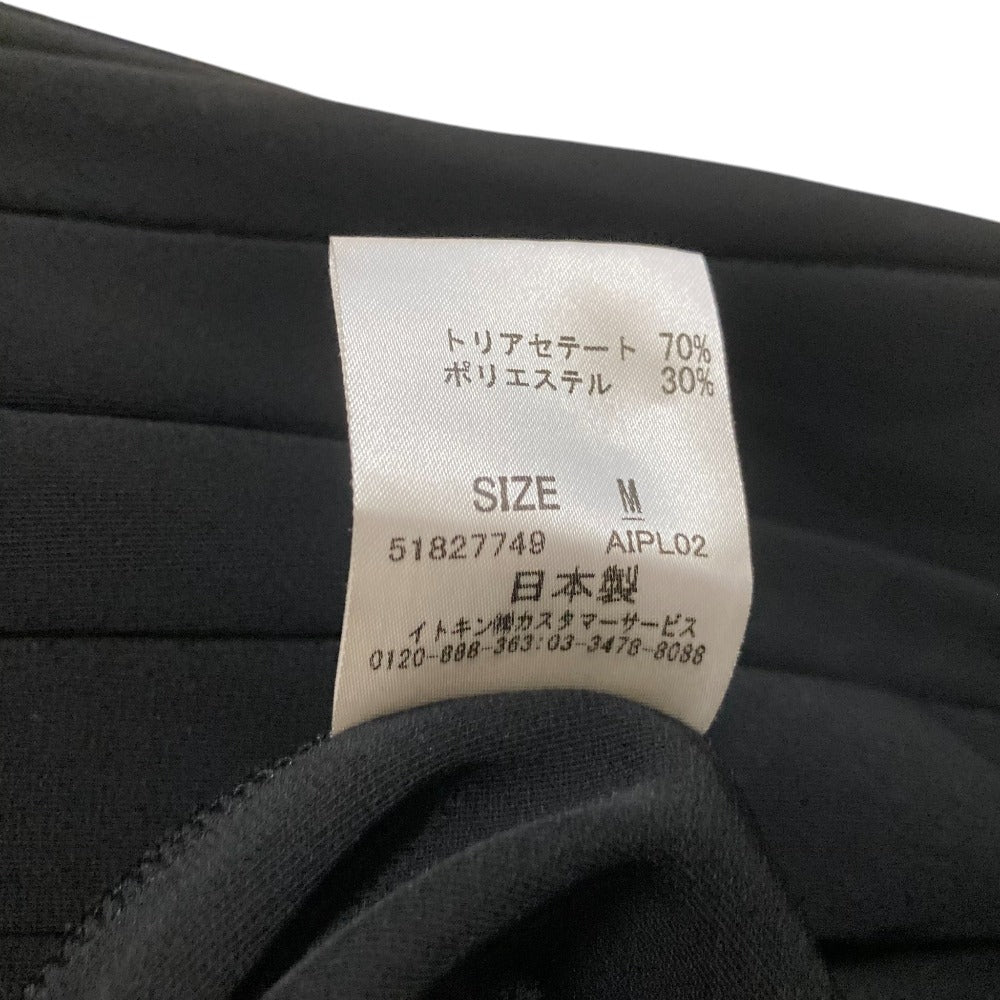 トリアセテート 70%
ポリエステル 30%
SIZE M
51827749 AIPL02
日本製
イトキン㈱カスタマーサービス
0120-888-363:03-3478-8088